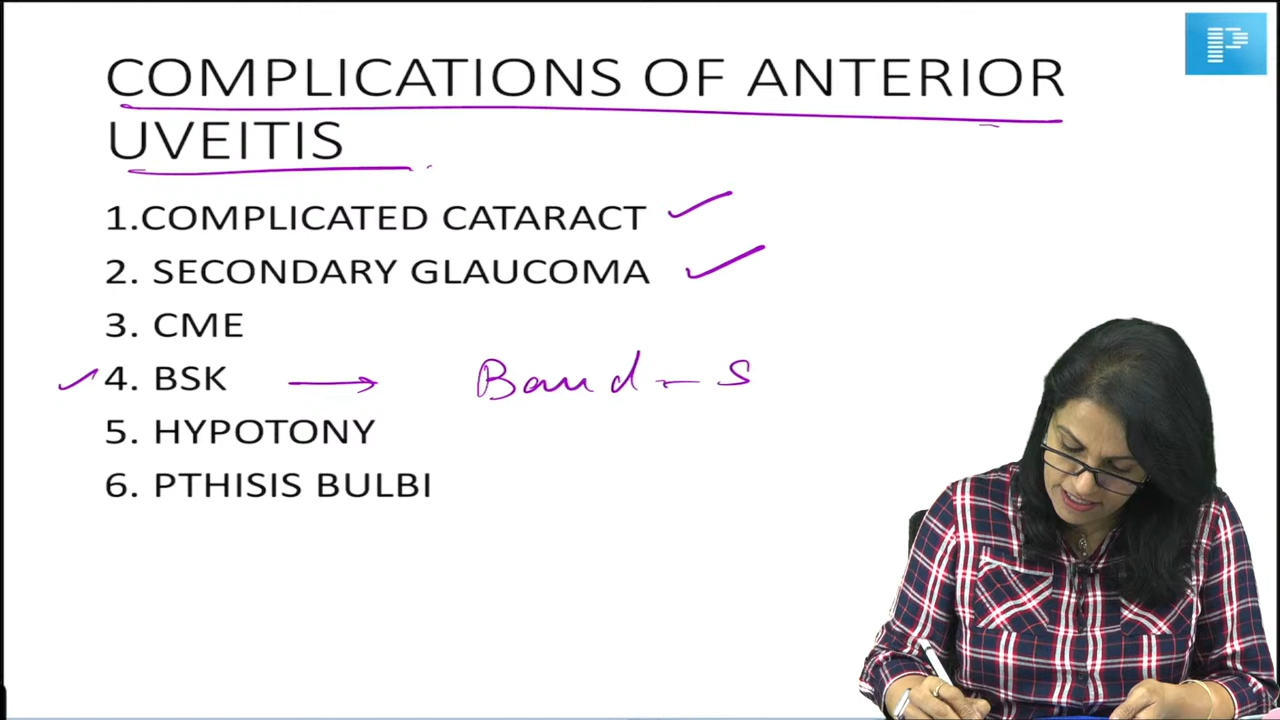 COMPLICATIONS OF ANTERIOR
UVEITIS
1.COMPLICATED CATARACT
2. SECONDARY GLAUCOMA
3. CME
4. BSK → Band - S
5. HYPOTONY
6. PTHISIS BULBI
P